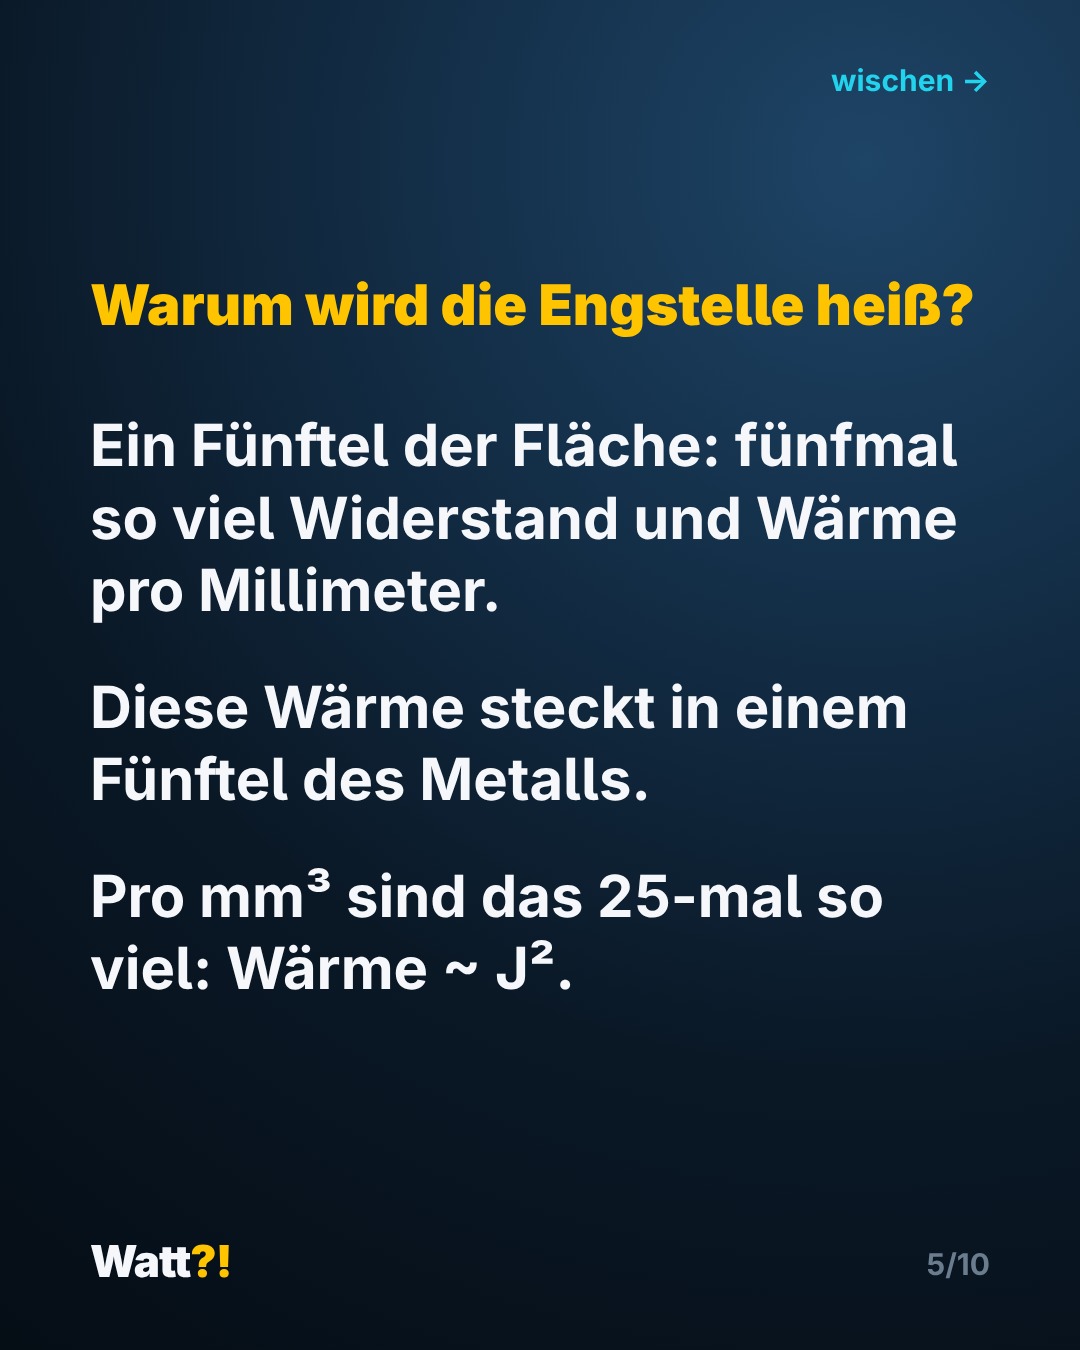 wischen →
Warum wird die Engstelle heiß?
Ein Fünftel der Fläche: fünfmal
so viel Widerstand und Wärme
pro Millimeter.
Diese Wärme steckt in einem
Fünftel des Metalls.
Pro mm³ sind das 25-mal so
viel: Wärme ~ J².
Watt?!
5/10